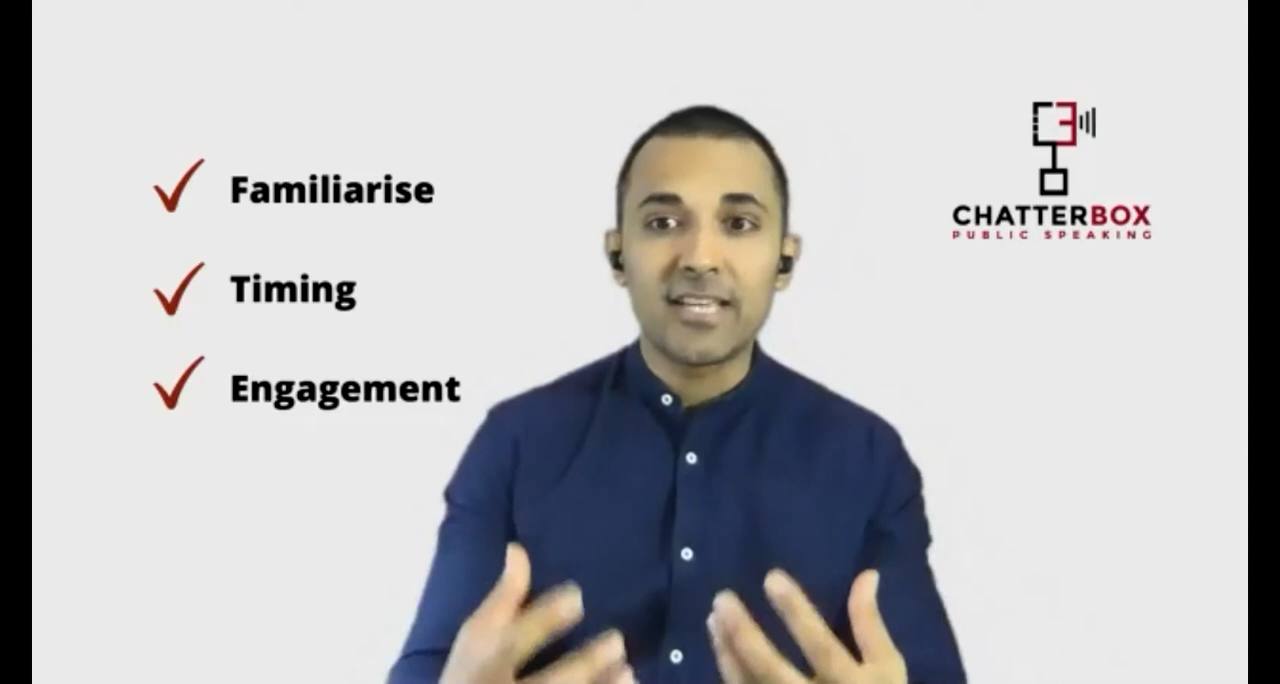 Familiarise
Timing
Engagement
CHATTERBOX
PUBLIC SPEAKING